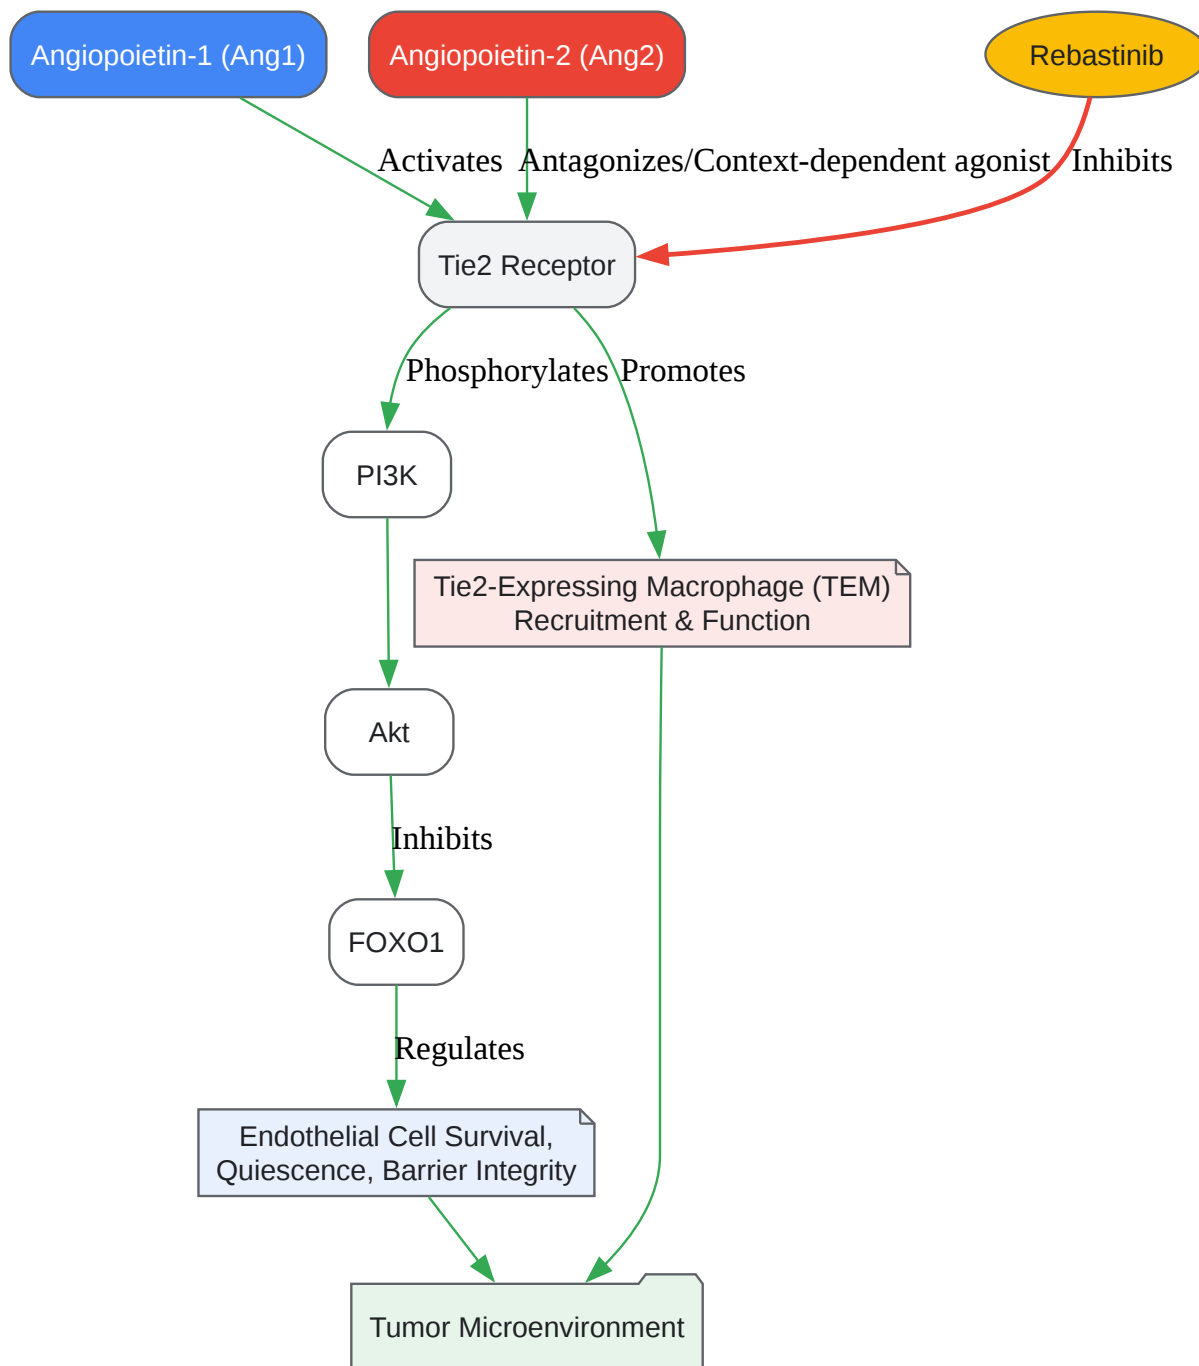 Angiopoietin-1 (Ang1)
Angiopoietin-2 (Ang2)
Rebastinib
Activates
Antagonizes/Context-dependent agonist
Inhibits
Tie2 Receptor
Phosphorylates
Promotes
PI3K
Tie2-Expressing Macrophage (TEM)
Recruitment & Function
Akt
Inhibits
FOXO1
Regulates
Endothelial Cell Survival,
Quiescence, Barrier Integrity
Tumor Microenvironment